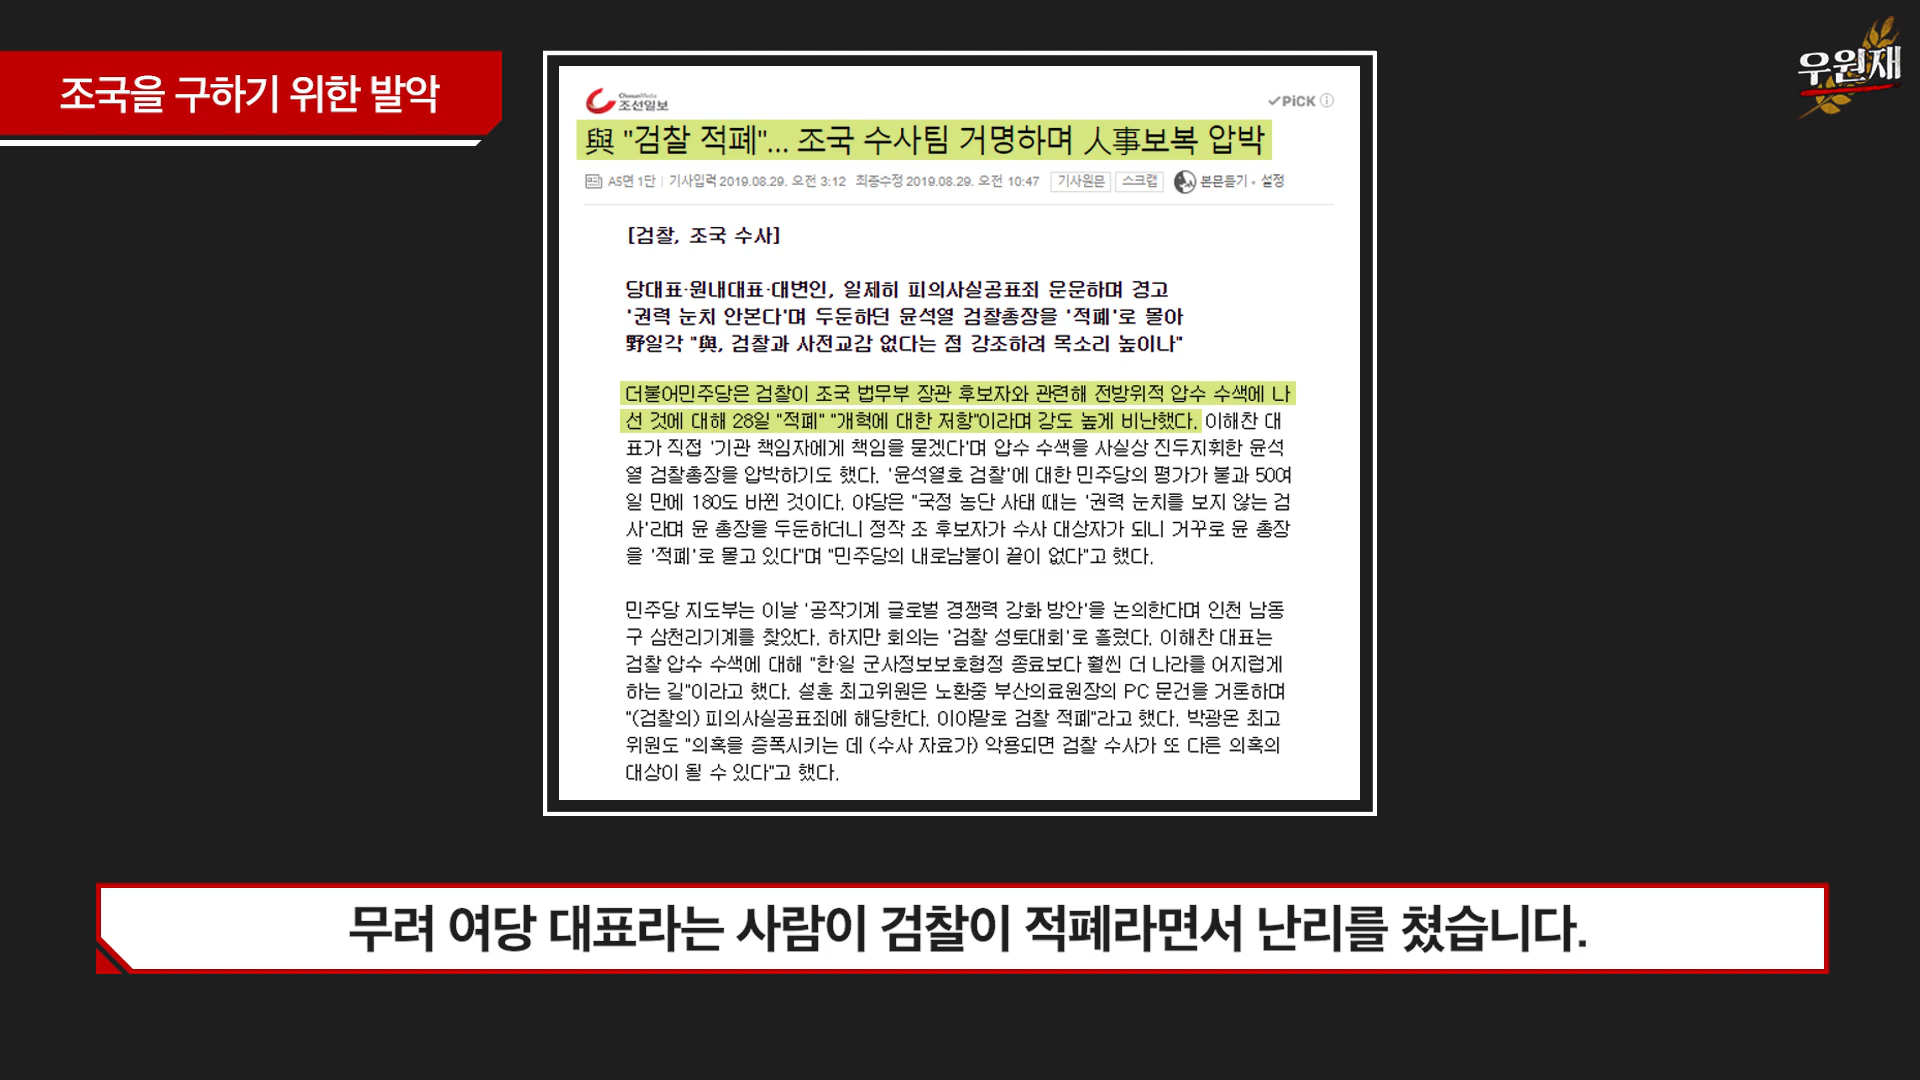 조국을 구하기 위한 발악
우원재
ChosunMedia
조선일보
PiCK
與 "검찰 적폐"... 조국 수사팀 거명하며 人事보복 압박
A5면 1단 기사입력 2019.08.29. 오전 3:12 최종수정 2019.08.29. 오전 10:47 기사원문 스크랩 본문듣기 · 설정
[검찰, 조국 수사]
당대표·원내대표·대변인, 일제히 피의사실공표죄 운운하며 경고
'권력 눈치 안본다'며 두둔하던 윤석열 검찰총장을 '적폐'로 몰아
野일각 "與, 검찰과 사전교감 없다는 점 강조하려 목소리 높이나"
더불어민주당은 검찰이 조국 법무부 장관 후보자와 관련해 전방위적 압수 수색에 나
선 것에 대해 28일 "적폐" "개혁에 대한 저항"이라며 강도 높게 비난했다. 이해찬 대
표가 직접 '기관 책임자에게 책임을 묻겠다'며 압수 수색을 사실상 진두지휘한 윤석
열 검찰총장을 압박하기도 했다. '윤석열호 검찰'에 대한 민주당의 평가가 불과 50여
일 만에 180도 바뀐 것이다. 야당은 "국정 농단 사태 때는 '권력 눈치를 보지 않는 검
사'라며 윤 총장을 두둔하더니 정작 조 후보자가 수사 대상자가 되니 거꾸로 윤 총장
을 '적폐'로 몰고 있다"며 "민주당의 내로남불이 끝이 없다"고 했다.
민주당 지도부는 이날 '공작기계 글로벌 경쟁력 강화 방안'을 논의한다며 인천 남동
구 삼천리기계를 찾았다. 하지만 회의는 '검찰 성토대회'로 흘렀다. 이해찬 대표는
검찰 압수 수색에 대해 "한·일 군사정보보호협정 종료보다 훨씬 더 나라를 어지럽게
하는 길"이라고 했다. 설훈 최고위원은 노환중 부산의료원장의 PC 문건을 거론하며
"(검찰의) 피의사실공표죄에 해당한다. 이야말로 검찰 적폐"라고 했다. 박광온 최고
위원도 "의혹을 증폭시키는 데 (수사 자료가) 악용되면 검찰 수사가 또 다른 의혹의
대상이 될 수 있다"고 했다.
무려 여당 대표라는 사람이 검찰이 적폐라면서 난리를 쳤습니다.